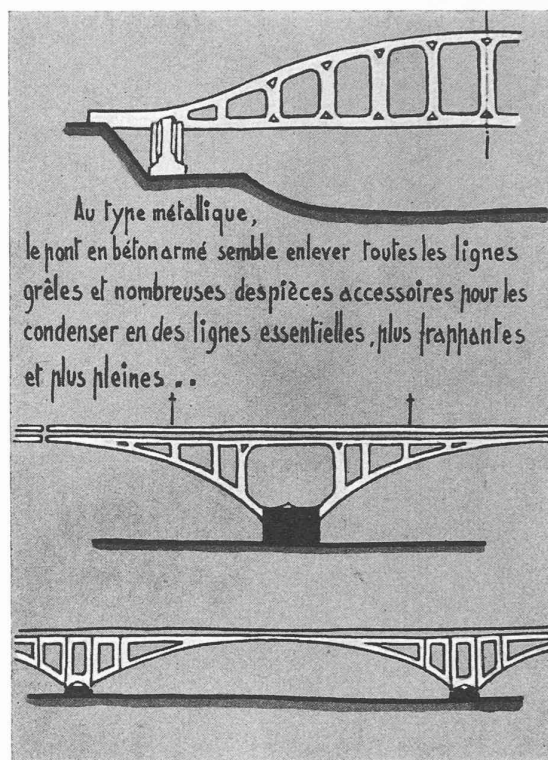 Au type métallique,
le pont en béton armé semble enlever toutes les lignes
grêles et nombreuses des pièces accessoires pour les
condenser en des lignes essentielles, plus frappantes
et plus pleines . .